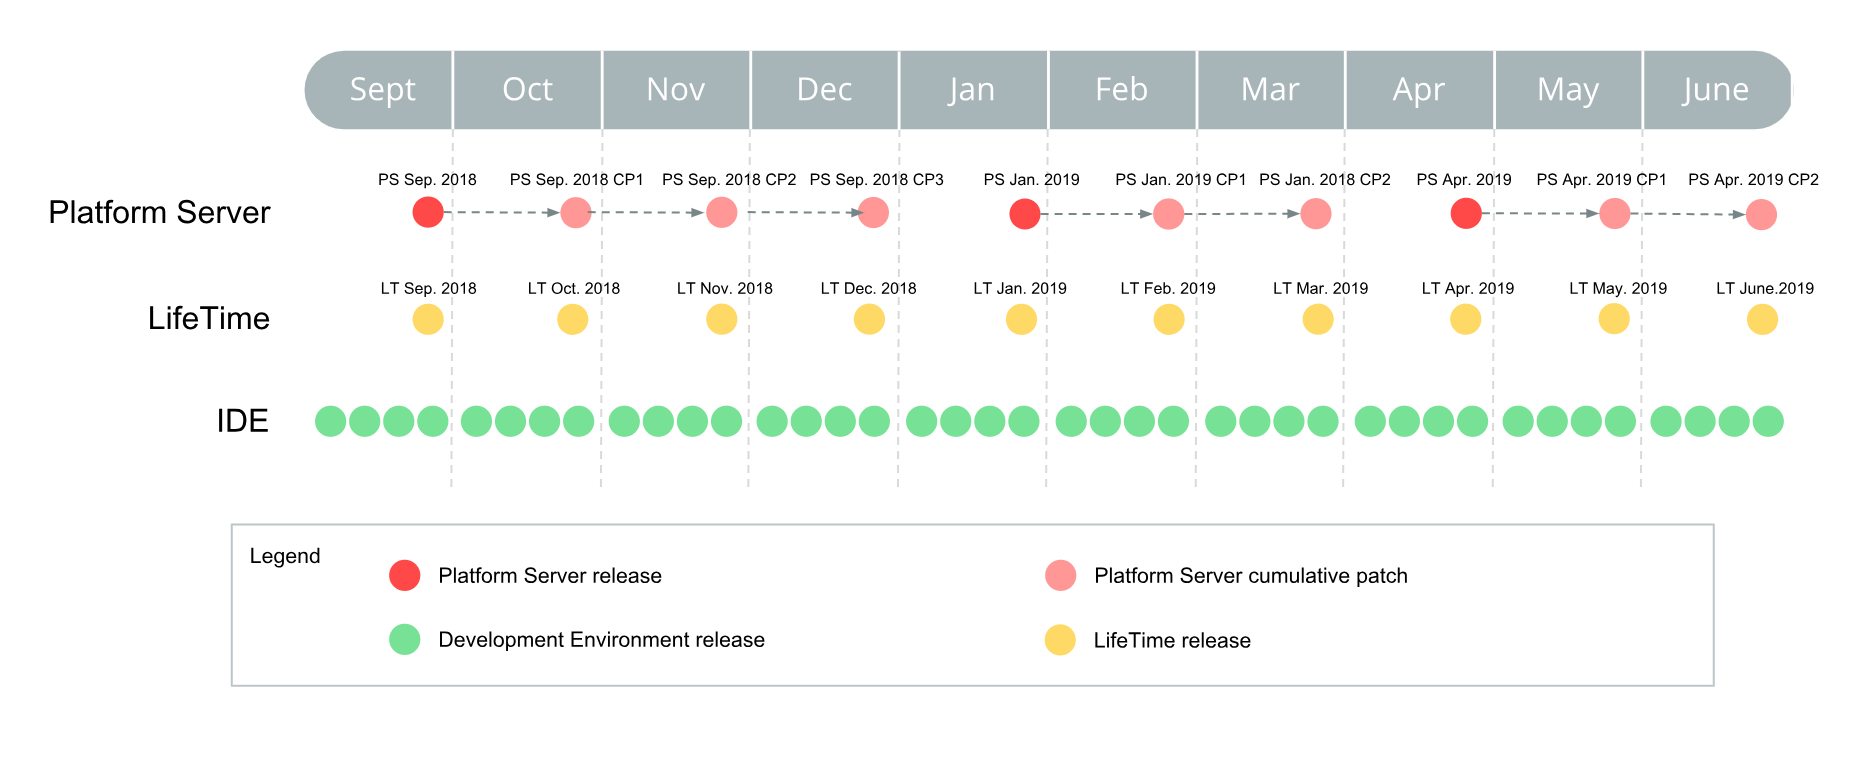 Sept Oct Nov Dec Jan Feb Mar Apr May June
PS Sep. 2018 PS Sep. 2018 CP1 PS Sep. 2018 CP2 PS Sep. 2018 CP3 PS Jan. 2019 PS Jan. 2019 CP1 PS Jan. 2018 CP2 PS Apr. 2019 PS Apr. 2019 CP1 PS Apr. 2019 CP2
Platform Server
LT Sep. 2018 LT Oct. 2018 LT Nov. 2018 LT Dec. 2018 LT Jan. 2019 LT Feb. 2019 LT Mar. 2019 LT Apr. 2019 LT May. 2019 LT June.2019
LifeTime
IDE
Legend
Platform Server release Platform Server cumulative patch
Development Environment release LifeTime release